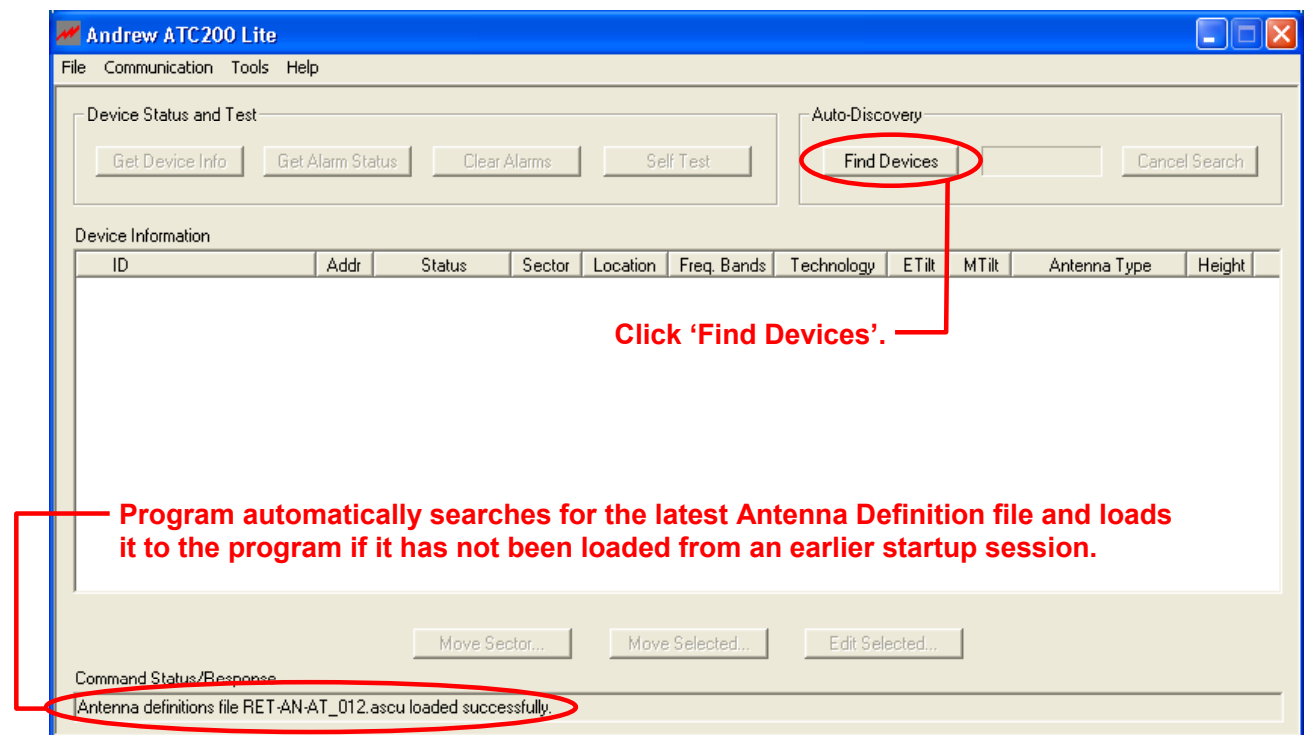 Andrew ATC200 Lite
File Communication Tools Help
Device Status and Test
Auto-Discovery
Get Device Info Get Alarm Status Clear Alarms Self Test Find Devices Cancel Search
Device Information
ID Addr Status Sector Location Freq. Bands Technology ETilt MTilt Antenna Type Height
Click ‘Find Devices’.
Program automatically searches for the latest Antenna Definition file and loads
it to the program if it has not been loaded from an earlier startup session.
Move Sector... Move Selected... Edit Selected...
Command Status/Response
Antenna definitions file RET-AN-AT_012.ascu loaded successfully.